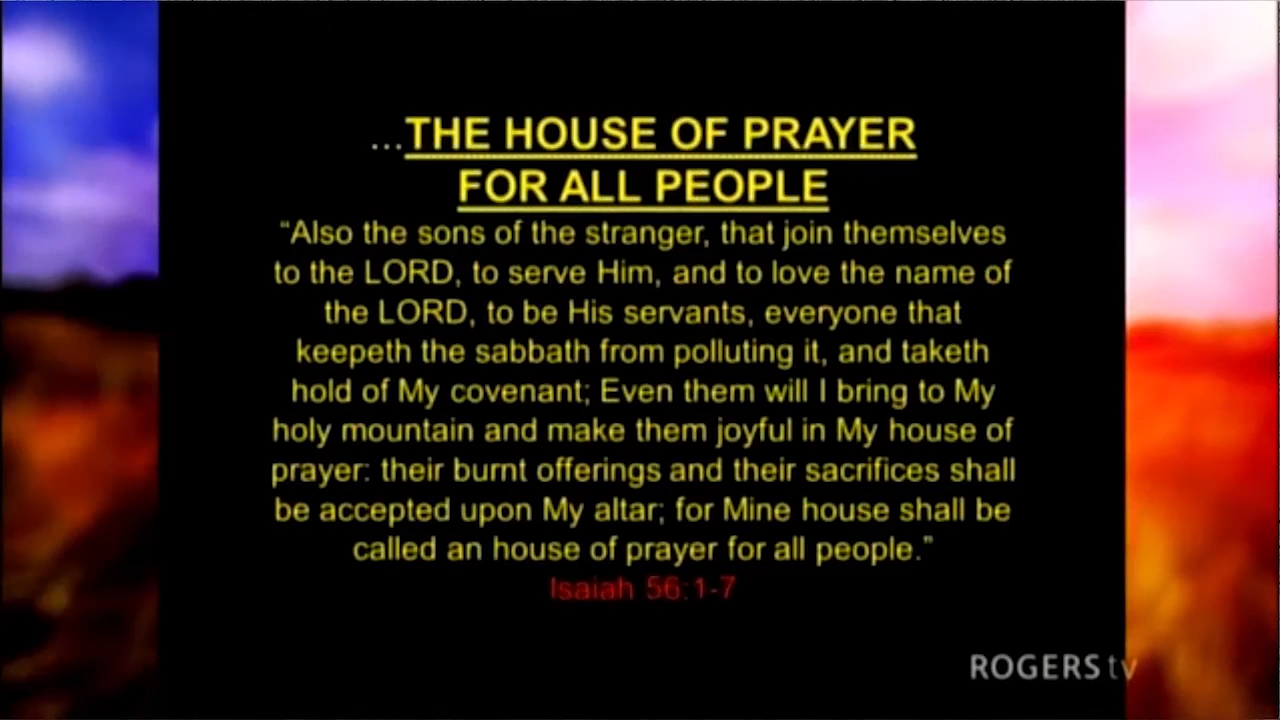 ...THE HOUSE OF PRAYER
FOR ALL PEOPLE
“Also the sons of the stranger, that join themselves
to the LORD, to serve Him, and to love the name of
the LORD, to be His servants, everyone that
keepeth the sabbath from polluting it, and taketh
hold of My covenant; Even them will I bring to My
holy mountain and make them joyful in My house of
prayer: their burnt offerings and their sacrifices shall
be accepted upon My altar; for Mine house shall be
called an house of prayer for all people.”
Isaiah 56:1-7
ROGERS tv